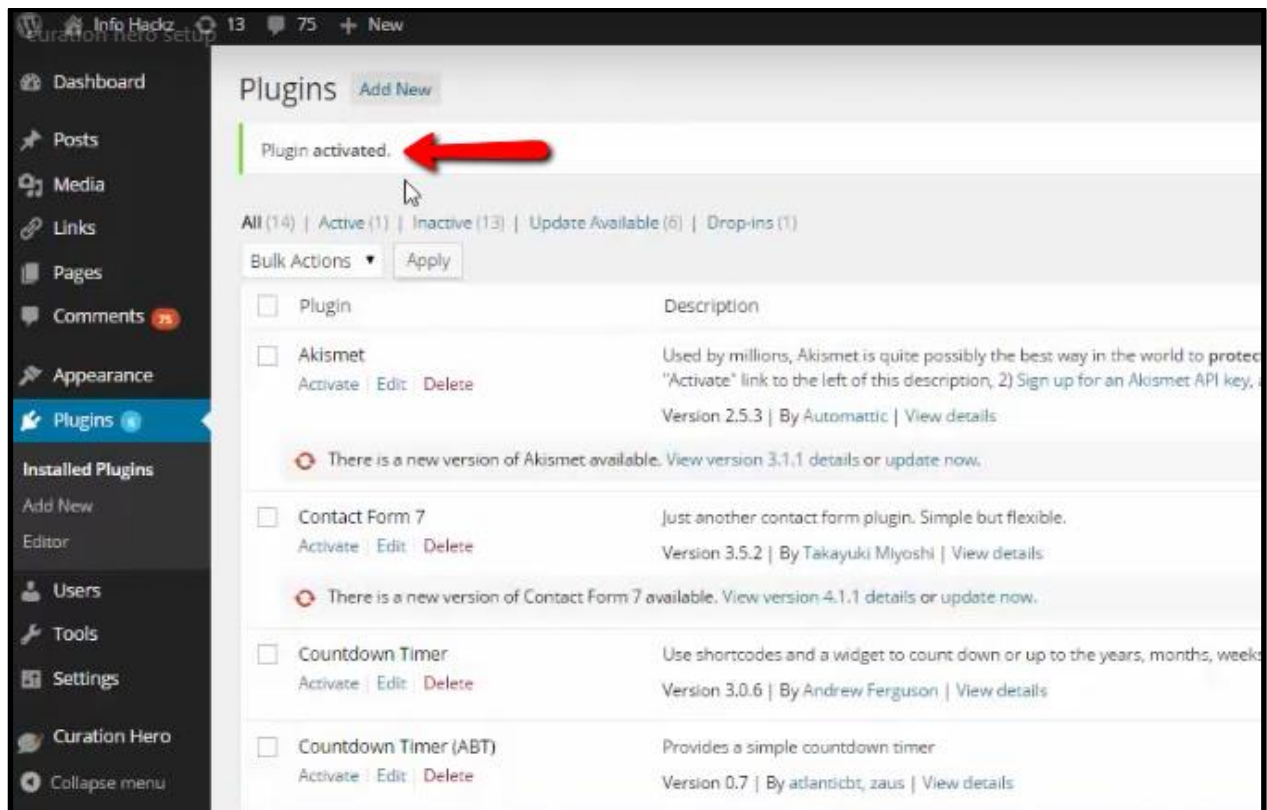 Info Hackz 13 75 + New
curation hero setup
Dashboard
Posts
Media
Links
Pages
Comments 75
Appearance
Plugins 6
Installed Plugins
Add New
Editor
Users
Tools
Settings
Curation Hero
Collapse menu
Plugins Add New
Plugin activated.
All (14) | Active (1) | Inactive (13) | Update Available (6) | Drop-ins (1)
Bulk Actions Apply
Plugin Description
Akismet
Activate | Edit | Delete
Used by millions, Akismet is quite possibly the best way in the world to protec
"Activate" link to the left of this description, 2) Sign up for an Akismet API key,
Version 2.5.3 | By Automattic | View details
There is a new version of Akismet available. View version 3.1.1 details or update now.
Contact Form 7
Activate | Edit | Delete
Just another contact form plugin. Simple but flexible.
Version 3.5.2 | By Takayuki Miyoshi | View details
There is a new version of Contact Form 7 available. View version 4.1.1 details or update now.
Countdown Timer
Activate | Edit | Delete
Use shortcodes and a widget to count down or up to the years, months, weeks
Version 3.0.6 | By Andrew Ferguson | View details
Countdown Timer (ABT)
Activate | Edit | Delete
Provides a simple countdown timer
Version 0.7 | By atlanticbt, zaus | View details